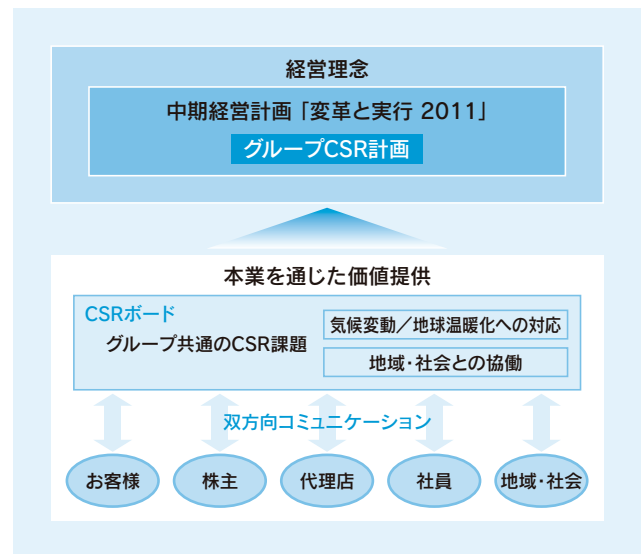 経営理念
中期経営計画「変革と実行 2011」
グループCSR計画
本業を通じた価値提供
CSRボード
グループ共通のCSR課題
気候変動／地球温暖化への対応
地域・社会との協働
双方向コミュニケーション
お客様
株主
代理店
社員
地域・社会